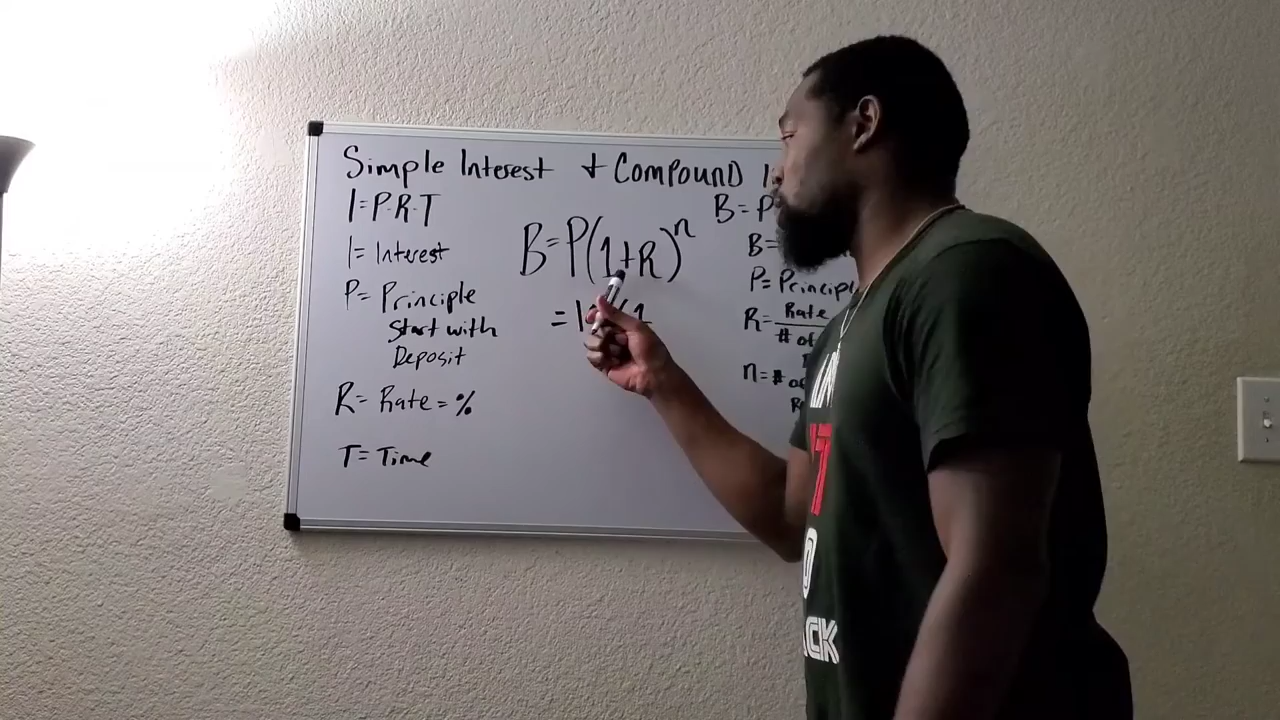 Simple Interest + Compound
I=P·R·T
I= Interest
P= Principle
Start with
Deposit
R= Rate = %
T= Time
B=P(1+R)^n
B=P
B=
P=Principl
R= Rate
# of
n=# of